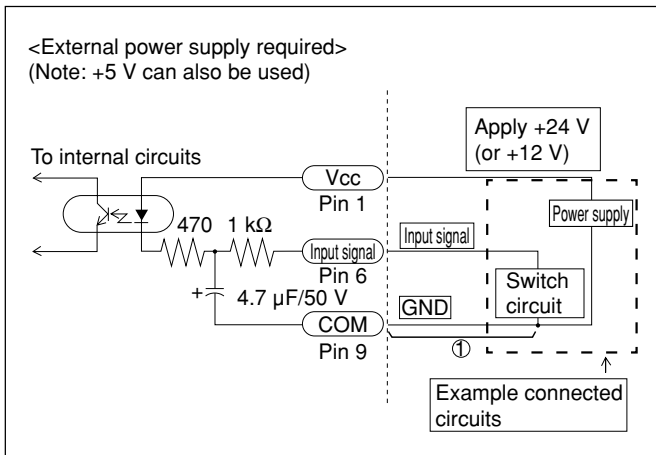 <External power supply required>
(Note: +5 V can also be used)
Apply +24 V
(or +12 V)
To internal circuits
Vcc
Pin 1
Power supply
470
1 kΩ
Input signal
Pin 6
Input signal
Switch
circuit
+
4.7 µF/50 V
GND
COM
Pin 9
①
Example connected
circuits